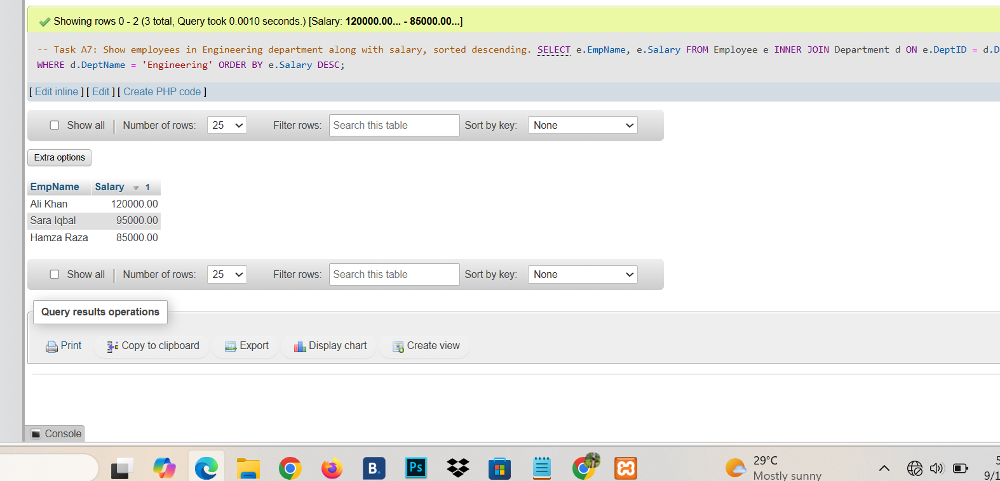 Showing rows 0 - 2 (3 total, Query took 0.0010 seconds.) [Salary: 120000.00... - 85000.00...]
-- Task A7: Show employees in Engineering department along with salary, sorted descending. SELECT e.EmpName, e.Salary FROM Employee e INNER JOIN Department d ON e.DeptID = d.D
WHERE d.DeptName = 'Engineering' ORDER BY e.Salary DESC;
[ Edit inline ] [ Edit ] [ Create PHP code ]
Show all | Number of rows: 25 Filter rows: Search this table Sort by key: None
Extra options
EmpName Salary 1
Ali Khan 120000.00
Sara Iqbal 95000.00
Hamza Raza 85000.00
Show all | Number of rows: 25 Filter rows: Search this table Sort by key: None
Query results operations
Print Copy to clipboard Export Display chart Create view
Console
B. Ps
29°C
Mostly sunny
5
9/1